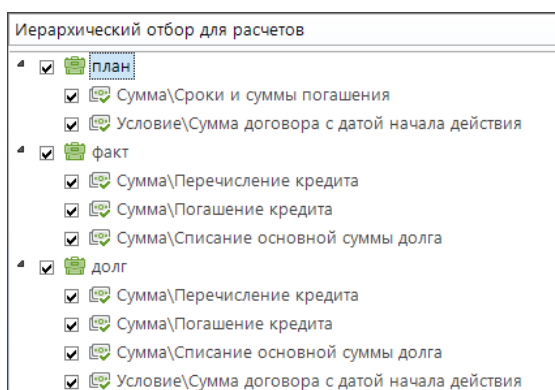 Иерархический отбор для расчетов
план
Сумма\Сроки и суммы погашения
Условие\Сумма договора с датой начала действия
факт
Сумма\Перечисление кредита
Сумма\Погашение кредита
Сумма\Списание основной суммы долга
долг
Сумма\Перечисление кредита
Сумма\Погашение кредита
Сумма\Списание основной суммы долга
Условие\Сумма договора с датой начала действия